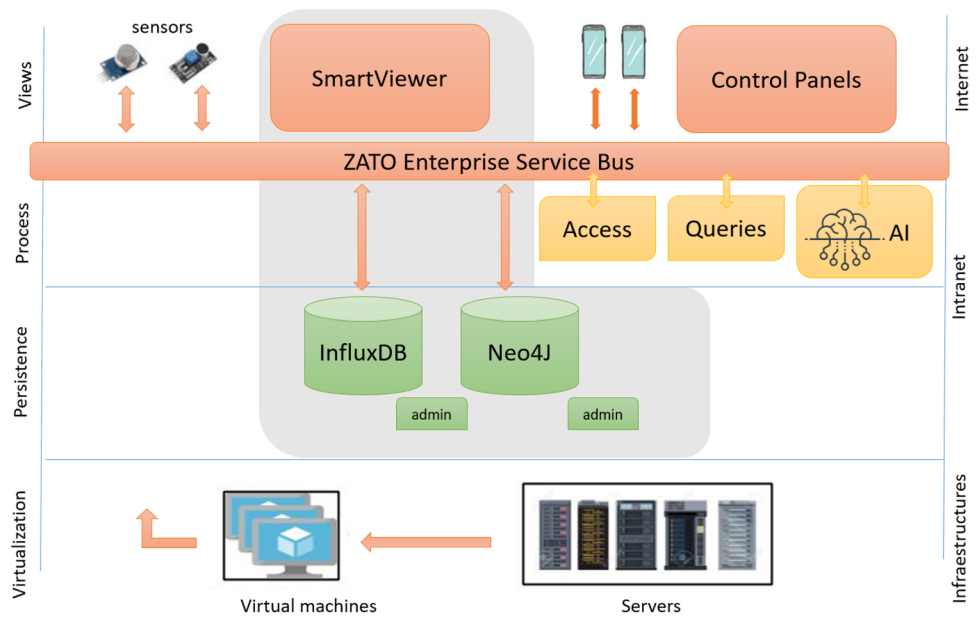 sensors
SmartViewer
Control Panels
Views
Internet
ZATO Enterprise Service Bus
Process
Access
Queries
AI
Intranet
Persistence
InfluxDB
Neo4J
admin
admin
Virtualization
Infraestructures
Virtual machines
Servers